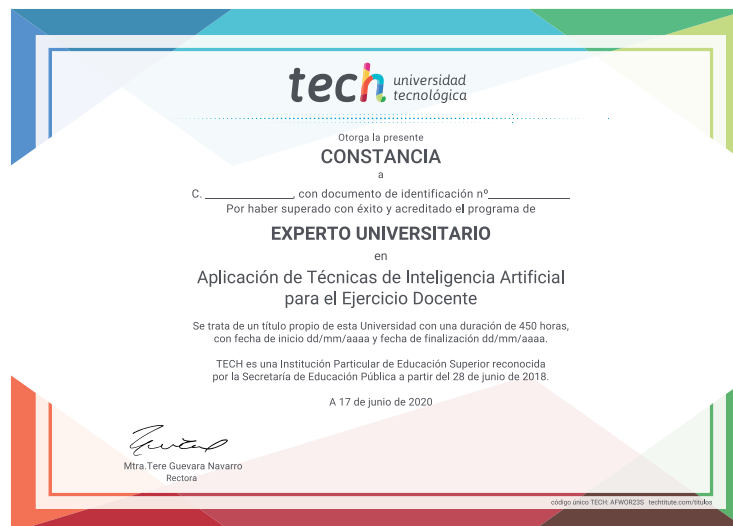 tech universidad
tecnológica
Otorga la presente
CONSTANCIA
a
C. ________________, con documento de identificación nº______________
Por haber superado con éxito y acreditado el programa de
EXPERTO UNIVERSITARIO
en
Aplicación de Técnicas de Inteligencia Artificial
para el Ejercicio Docente
Se trata de un título propio de esta Universidad con una duración de 450 horas,
con fecha de inicio dd/mm/aaaa y fecha de finalización dd/mm/aaaa.
TECH es una Institución Particular de Educación Superior reconocida
por la Secretaría de Educación Pública a partir del 28 de junio de 2018.
A 17 de junio de 2020
Mtra.Tere Guevara Navarro
Rectora
código único TECH: AFWOR23S techtitute.com/titulos